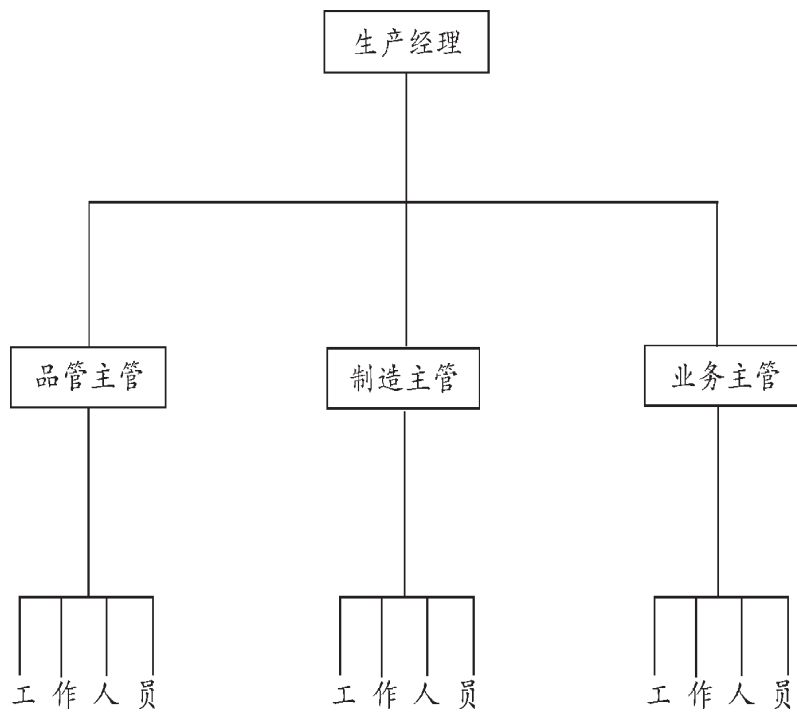 生产经理
品管主管
制造主管
业务主管
工作人员
工作人员
工作人员